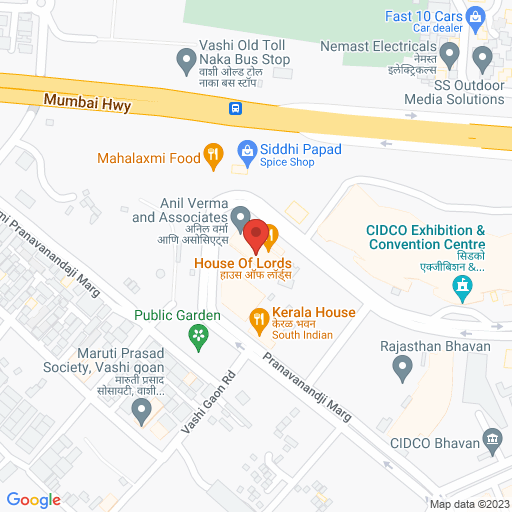 Fast 10 Cars
Car dealer
Vashi Old Toll
Naka Bus Stop
वाशी ओल्ड टोल
नाका बस स्टॉप
Nemast Electricals
नेमस्त
इलेक्ट्रिकल्स
SS Outdoor
Media Solutions
Mumbai Hwy
Mahalaxmi Food
Siddhi Papad
Spice Shop
Anil Verma
and Associates
अनिल वर्मा
आणि असोसिएट्स
CIDCO Exhibition &
Convention Centre
सिडको
एक्जीबिशन &...
House Of Lords
हाउस ऑफ लॉर्ड्स
Pranavanandaji Marg
Public Garden
Kerala House
केरळ भवन
South Indian
Rajasthan Bhavan
Maruti Prasad
Society, Vashi goan
मारुती प्रसाद
सोसायटी, वाशी...
Pranavanandji Marg
Vashi Gaon Rd
CIDCO Bhavan
Google
Map data ©2023